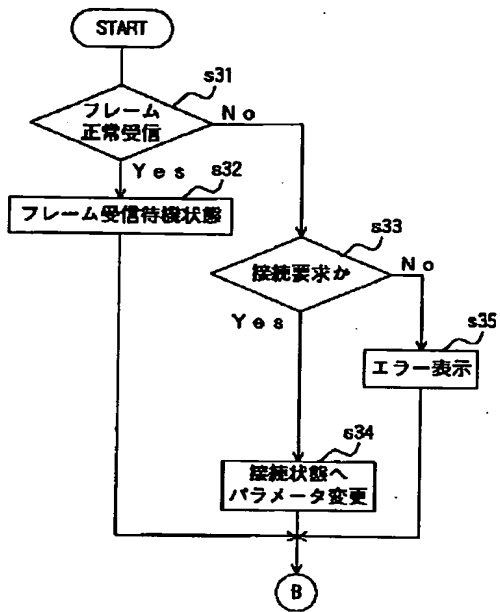 START
s31
フレーム
正常受信
No
Yes
s32
フレーム受信待機状態
s33
接続要求か
No
Yes
s35
エラー表示
s34
接続状態へ
パラメータ変更
B